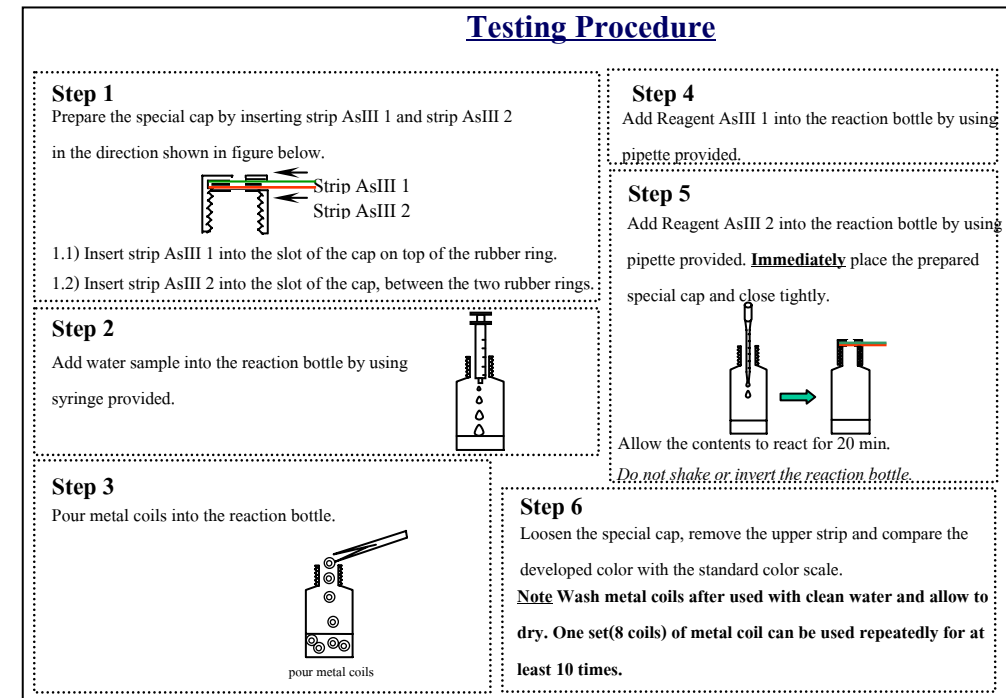 Testing Procedure
Step 1
Prepare the special cap by inserting strip AsIII 1 and strip AsIII 2
in the direction shown in figure below.
Strip AsIII 1
Strip AsIII 2
1.1) Insert strip AsIII 1 into the slot of the cap on top of the rubber ring.
1.2) Insert strip AsIII 2 into the slot of the cap, between the two rubber rings.
Step 2
Add water sample into the reaction bottle by using
syringe provided.
Step 3
Pour metal coils into the reaction bottle.
pour metal coils
Step 4
Add Reagent AsIII 1 into the reaction bottle by using
pipette provided.
Step 5
Add Reagent AsIII 2 into the reaction bottle by using
pipette provided. Immediately place the prepared
special cap and close tightly.
Allow the contents to react for 20 min.
Do not shake or invert the reaction bottle.
Step 6
Loosen the special cap, remove the upper strip and compare the
developed color with the standard color scale.
Note Wash metal coils after used with clean water and allow to
dry. One set(8 coils) of metal coil can be used repeatedly for at
least 10 times.